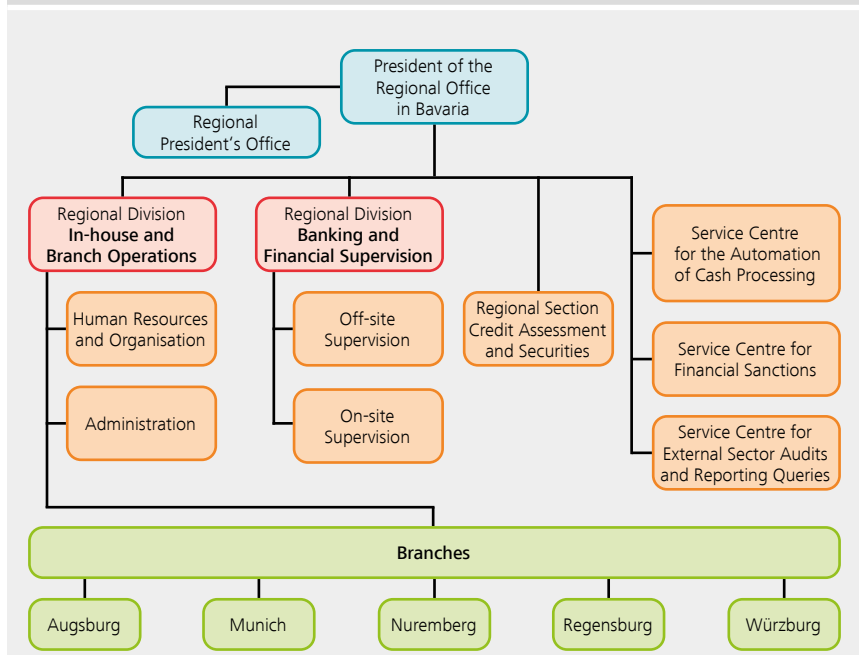 President of the
Regional Office
in Bavaria
Regional
President's Office
Regional Division
In-house and
Branch Operations
Regional Division
Banking and
Financial Supervision
Human Resources
and Organisation
Administration
Off-site
Supervision
On-site
Supervision
Regional Section
Credit Assessment
and Securities
Service Centre
for the Automation
of Cash Processing
Service Centre for
Financial Sanctions
Service Centre for
External Sector Audits
and Reporting Queries
Branches
Augsburg
Munich
Nuremberg
Regensburg
Würzburg